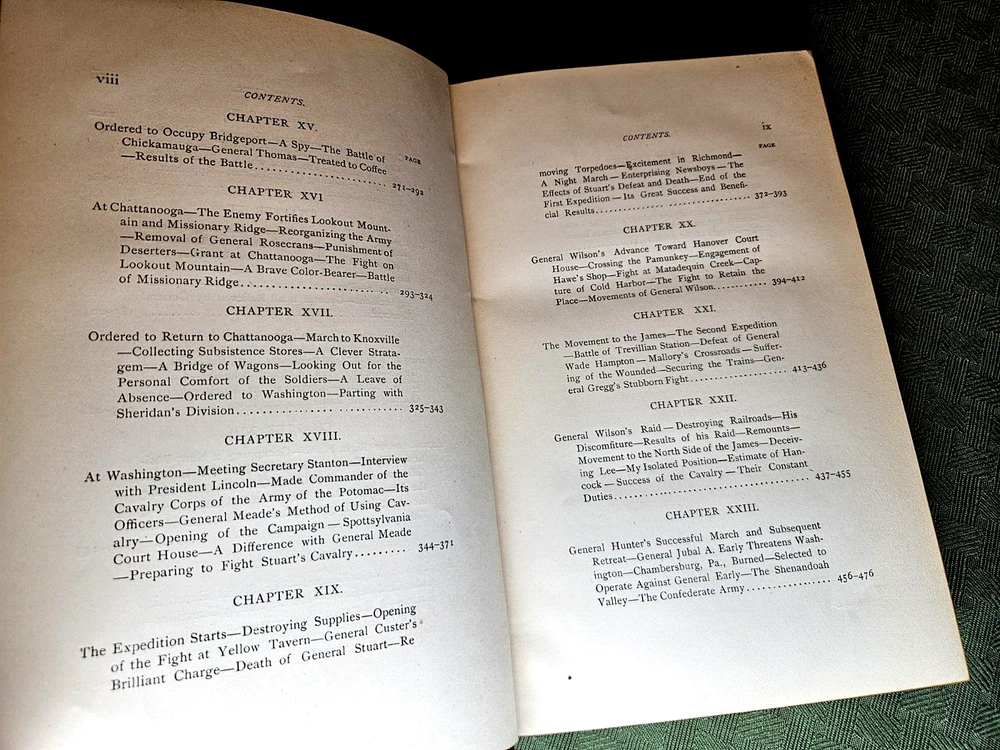 viii
CONTENTS.
CHAPTER XV.
PAGE
Ordered to Occupy Bridgeport—A Spy—The Battle of
Chickamauga—General Thomas—Treated to Coffee
—Results of the Battle.................... 271-292
CHAPTER XVI
At Chattanooga—The Enemy Fortifies Lookout Mount-
ain and Missionary Ridge—Reorganizing the Army
—Removal of General Rosecrans—Punishment of
Deserters—Grant at Chattanooga—The Fight on
Lookout Mountain—A Brave Color-Bearer—Battle
of Missionary Ridge....................... 293-324
CHAPTER XVII.
Ordered to Return to Chattanooga—March to Knoxville
—Collecting Subsistence Stores—A Clever Strata-
gem—A Bridge of Wagons—Looking Out for the
Personal Comfort of the Soldiers—A Leave of
Absence—Ordered to Washington—Parting with
Sheridan's Division........................ 325-343
CHAPTER XVIII.
At Washington—Meeting Secretary Stanton—Interview
with President Lincoln—Made Commander of the
Cavalry Corps of the Army of the Potomac—Its
Officers—General Meade's Method of Using Cav-
alry—Opening of the Campaign—Spottsylvania
Court House—A Difference with General Meade
—Preparing to Fight Stuart's Cavalry......... 344-371
CHAPTER XIX.
The Expedition Starts—Destroying Supplies—Opening
of the Fight at Yellow Tavern—General Custer's
Brilliant Charge—Death of General Stuart—Re
CONTENTS.
ix
PAGE
moving Torpedoes—Excitement in Richmond—
A Night March—Enterprising Newsboys—The
Effects of Stuart's Defeat and Death—End of the
First Expedition—Its Great Success and Benefi-
cial Results.......................... 372-393
CHAPTER XX.
General Wilson's Advance Toward Hanover Court
House—Crossing the Pamunkey—Engagement of
Hawe's Shop—Fight at Matadequin Creek—Cap-
ture of Cold Harbor—The Fight to Retain the
Place—Movements of General Wilson........... 394-412
CHAPTER XXI.
The Movement to the James—The Second Expedition
—Battle of Trevillian Station—Defeat of General
Wade Hampton—Mallory's Crossroads—Suffer-
ing of the Wounded—Securing the Trains—Gen-
eral Gregg's Stubborn Fight.................. 413-436
CHAPTER XXII.
General Wilson's Raid—Destroying Railroads—His
Discomfiture—Results of his Raid—Remounts—
Movement to the North Side of the James—Deceiv-
ing Lee—My Isolated Position—Estimate of Han-
cock—Success of the Cavalry—Their Constant
Duties.................................. 437-455
CHAPTER XXIII.
General Hunter's Successful March and Subsequent
Retreat—General Jubal A. Early Threatens Wash-
ington—Chambersburg, Pa., Burned—Selected to
Operate Against General Early—The Shenandoah
Valley—The Confederate Army................ 456-476